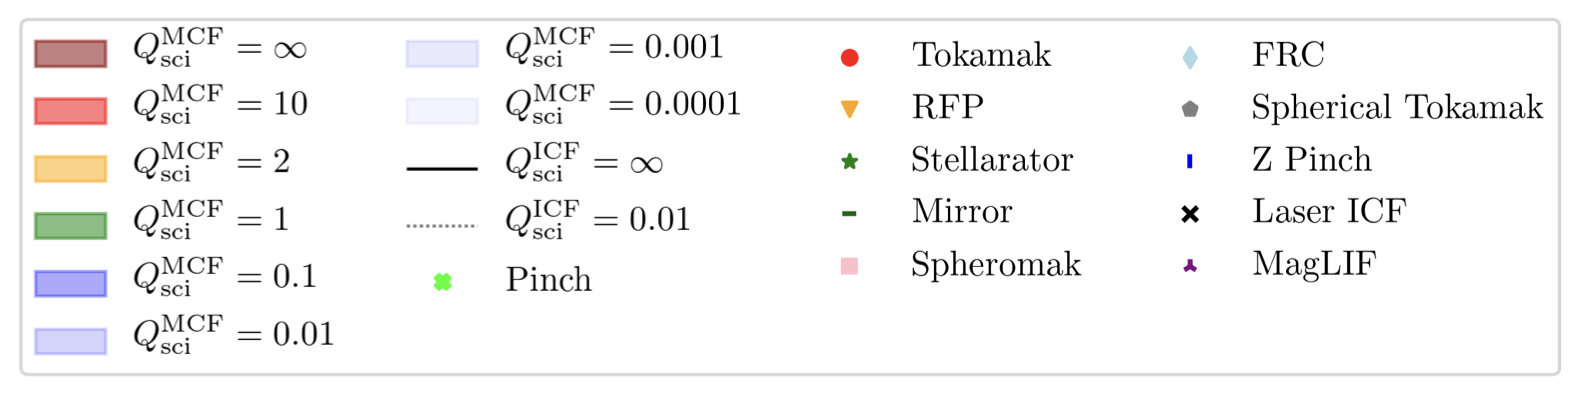 Q_sci^MCF = ∞
Q_sci^MCF = 10
Q_sci^MCF = 2
Q_sci^MCF = 1
Q_sci^MCF = 0.1
Q_sci^MCF = 0.01
Q_sci^MCF = 0.001
Q_sci^MCF = 0.0001
Q_sci^ICF = ∞
Q_sci^ICF = 0.01
Pinch
Tokamak
RFP
Stellarator
Mirror
Spheromak
FRC
Spherical Tokamak
Z Pinch
Laser ICF
MagLIF